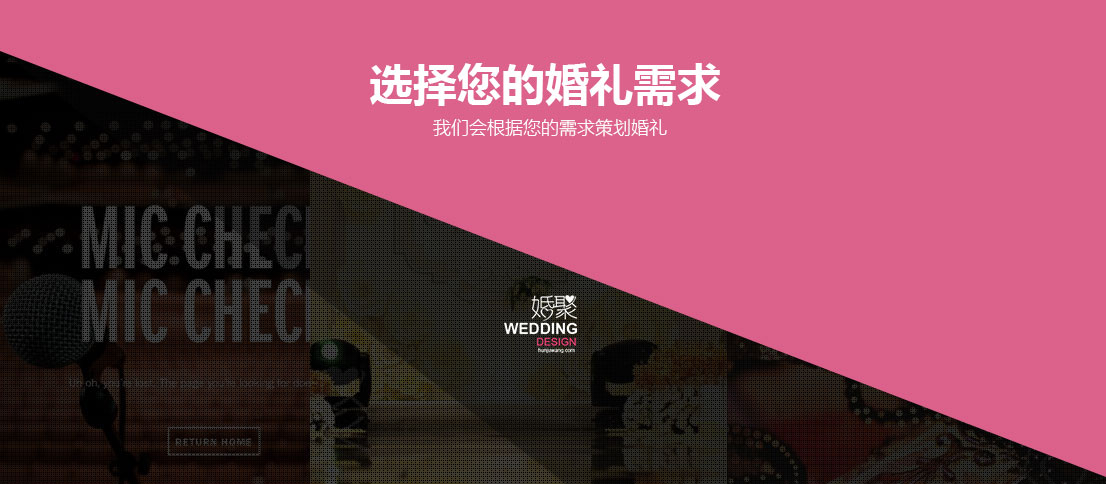 选择您的婚礼需求
我们会根据您的需求策划婚礼
MIC CHEC
MIC CHEC
婚聚
WEDDING
DESIGN
hunjuwang.com
Uh oh, you're lost. The page you're looking for doe
RETURN HOME